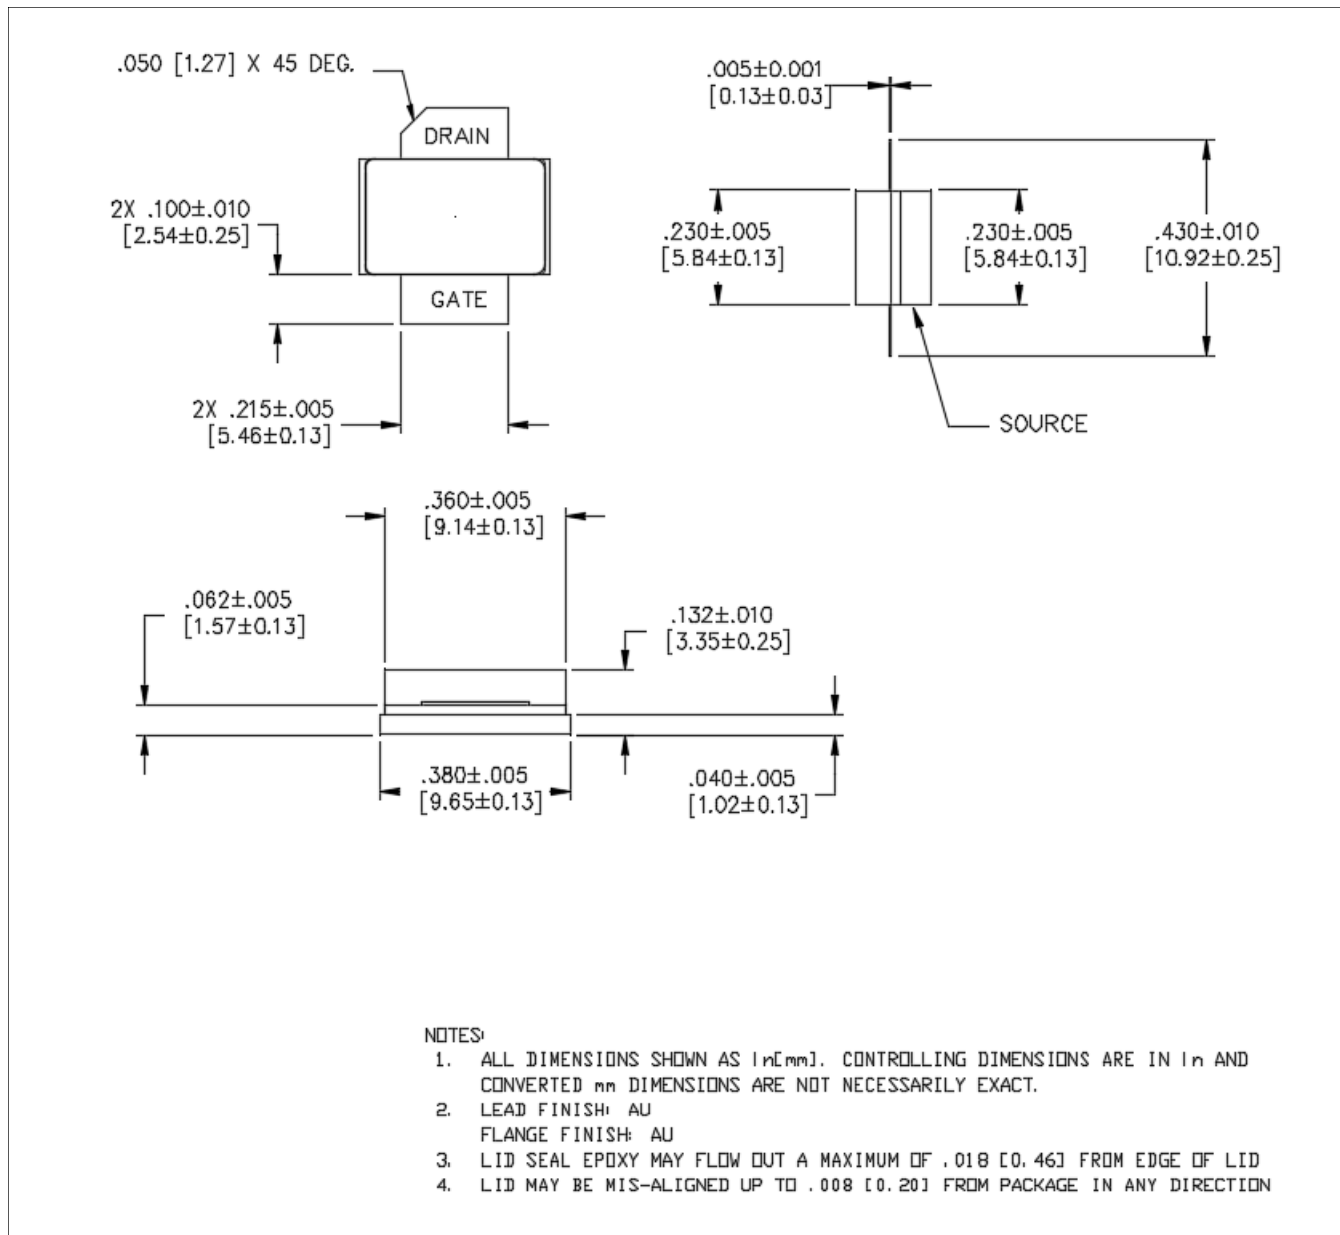 .050 [1.27] X 45 DEG.
DRAIN
2X .100±.010
[2.54±0.25]
GATE
2X .215±.005
[5.46±0.13]
.005±0.001
[0.13±0.03]
.230±.005
[5.84±0.13]
.230±.005
[5.84±0.13]
.430±.010
[10.92±0.25]
SOURCE
.360±.005
[9.14±0.13]
.062±.005
[1.57±0.13]
.132±.010
[3.35±0.25]
.380±.005
[9.65±0.13]
.040±.005
[1.02±0.13]
NOTES:
1. ALL DIMENSIONS SHOWN AS in[mm]. CONTROLLING DIMENSIONS ARE IN in AND
CONVERTED mm DIMENSIONS ARE NOT NECESSARILY EXACT.
2. LEAD FINISH: AU
FLANGE FINISH: AU
3. LID SEAL EPOXY MAY FLOW OUT A MAXIMUM OF .018 [0.46] FROM EDGE OF LID
4. LID MAY BE MIS-ALIGNED UP TO .008 [0.20] FROM PACKAGE IN ANY DIRECTION